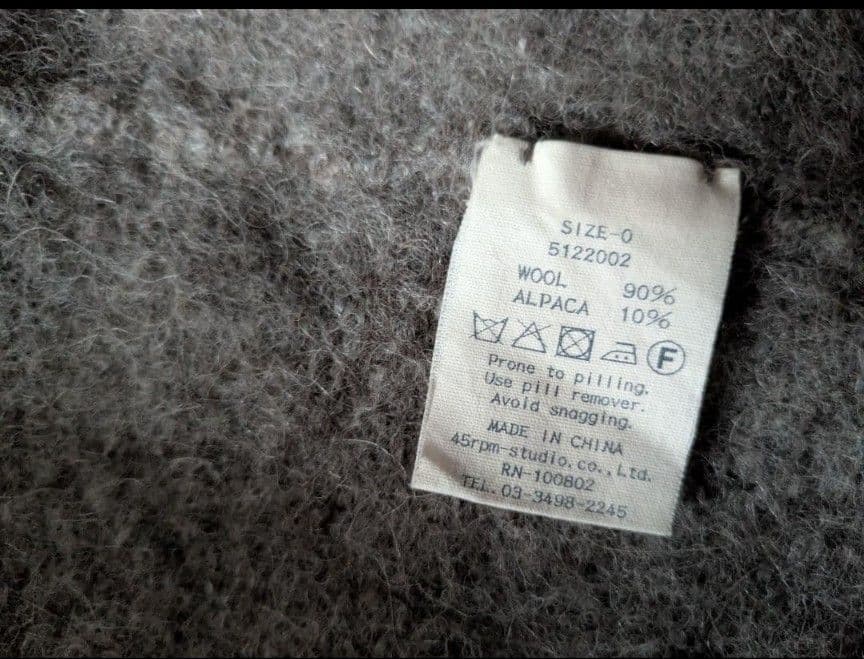 SIZE-0
5122002
WOOL 90%
ALPACA 10%
F
Prone to pilling.
Use pill remover.
Avoid snagging.
MADE IN CHINA
45rpm-studio.co.,Ltd.
RN-100802
TEL.03-3498-2245